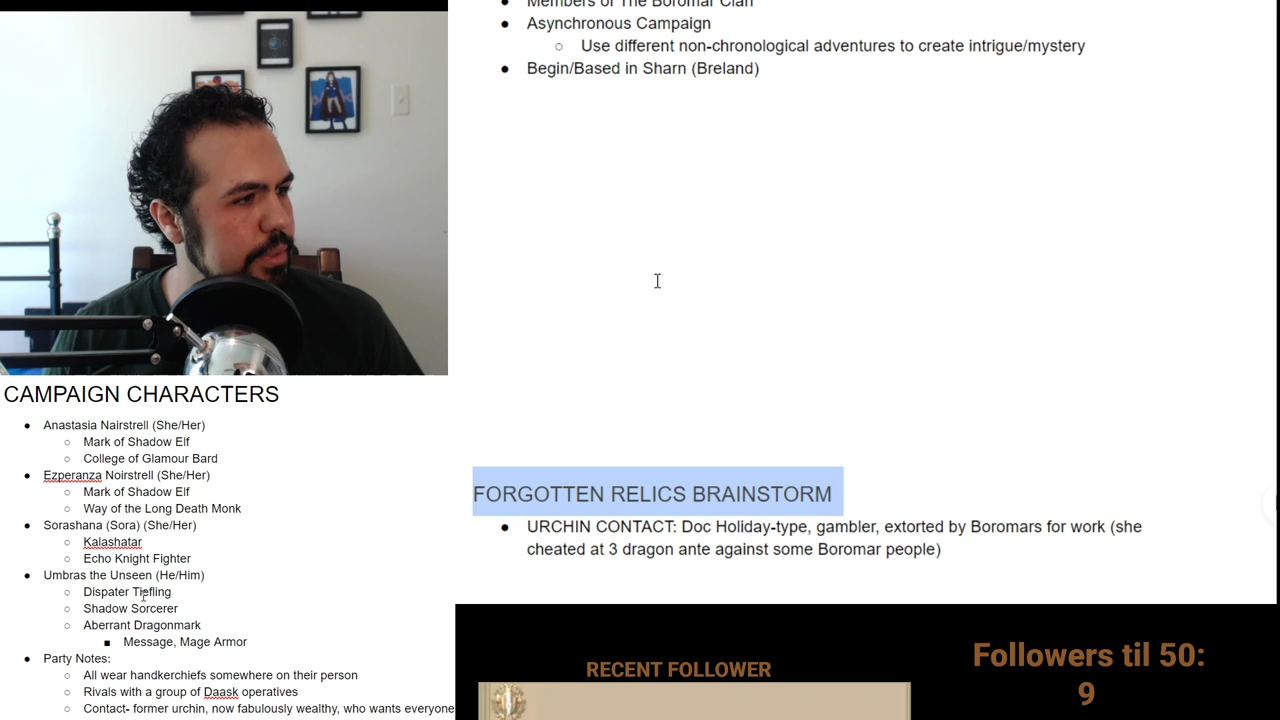 Members of The Boromar Clan
Asynchronous Campaign
Use different non-chronological adventures to create intrigue/mystery
Begin/Based in Sharn (Breland)
CAMPAIGN CHARACTERS
Anastasia Nairstrell (She/Her)
Mark of Shadow Elf
College of Glamour Bard
Ezperanza Noirstrell (She/Her)
Mark of Shadow Elf
Way of the Long Death Monk
Sorashana (Sora) (She/Her)
Kalashatar
Echo Knight Fighter
Umbras the Unseen (He/Him)
Dispater Tiefling
Shadow Sorcerer
Aberrant Dragonmark
Message, Mage Armor
Party Notes:
All wear handkerchiefs somewhere on their person
Rivals with a group of Daask operatives
Contact- former urchin, now fabulously wealthy, who wants everyone
FORGOTTEN RELICS BRAINSTORM
URCHIN CONTACT: Doc Holiday-type, gambler, extorted by Boromars for work (she
cheated at 3 dragon ante against some Boromar people)
RECENT FOLLOWER
Followers til 50:
9